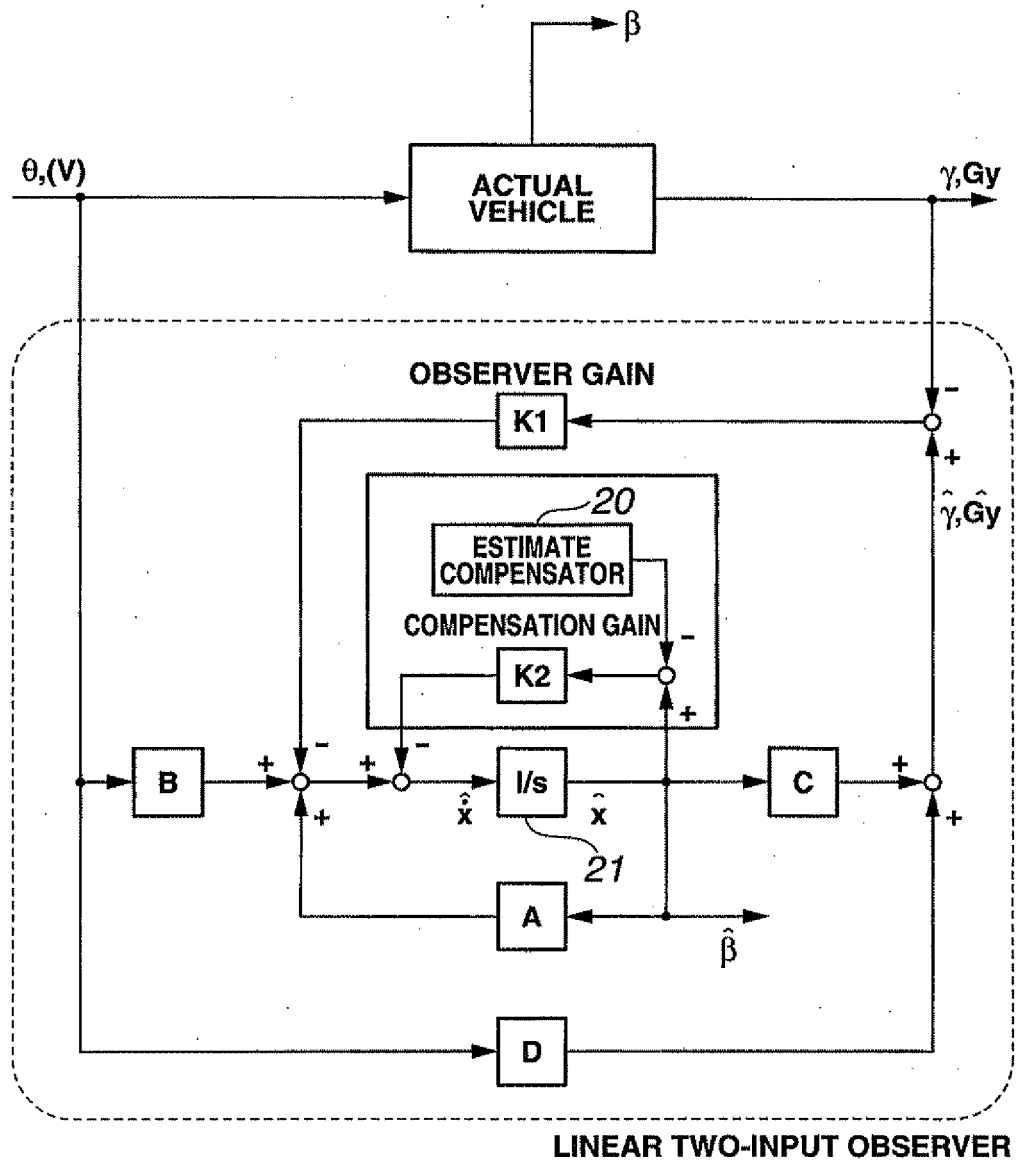 β
θ,(V)
ACTUAL
VEHICLE
γ,Gy
OBSERVER GAIN
K1
-
+
γ̂,Ĝy
20
ESTIMATE
COMPENSATOR
COMPENSATION GAIN
-
K2
+
B
+
-
+
+
-
x̂̇
I/s
x̂
C
+
+
21
A
β̂
D
LINEAR TWO-INPUT OBSERVER